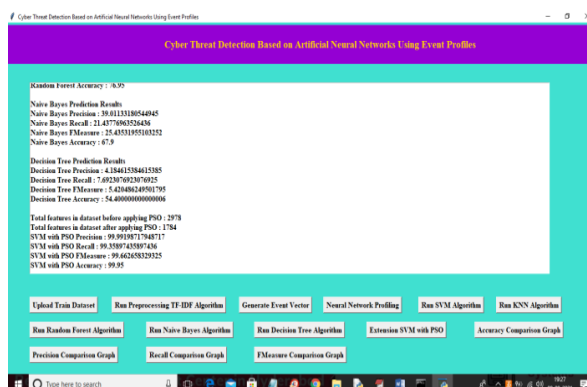 Cyber Threat Detection Based on Artificial Neural Networks Using Event Profiles
Cyber Threat Detection Based on Artificial Neural Networks Using Event Profiles
Random Forest Accuracy : 76.95
Naive Bayes Prediction Results
Naive Bayes Precision : 39.01133180544945
Naive Bayes Recall : 21.43776963526436
Naive Bayes FMeasure : 25.43531955103252
Naive Bayes Accuracy : 67.9
Decision Tree Prediction Results
Decision Tree Precision : 4.184615384615385
Decision Tree Recall : 7.6923076923076925
Decision Tree FMeasure : 5.420486249501795
Decision Tree Accuracy : 54.400000000000006
Total features in dataset before applying PSO : 2978
Total features in dataset after applying PSO : 1784
SVM with PSO Precision : 99.99198717948717
SVM with PSO Recall : 99.35897435897436
SVM with PSO FMeasure : 99.662658329325
SVM with PSO Accuracy : 99.95
Upload Train Dataset Run Preprocessing TF-IDF Algorithm Generate Event Vector Neural Network Profiling Run SVM Algorithm Run KNN Algorithm
Run Random Forest Algorithm Run Naive Bayes Algorithm Run Decision Tree Algorithm Extension SVM with PSO Accuracy Comparison Graph
Precision Comparison Graph Recall Comparison Graph FMeasure Comparison Graph
Type here to search 19:27